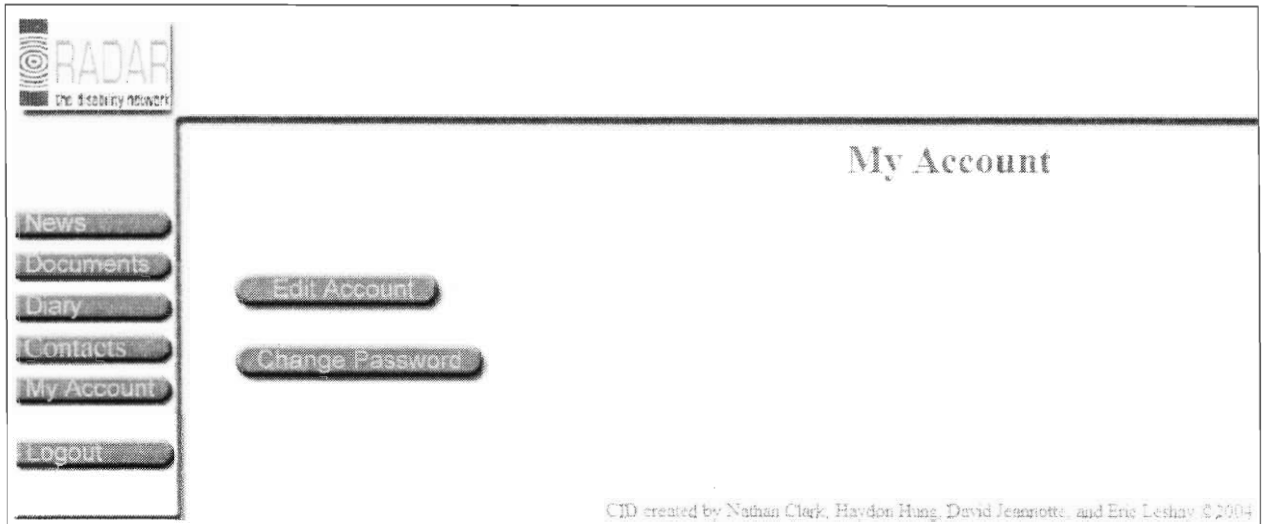 RADAR
the disability network
My Account
News
Documents
Diary
Contacts
My Account
Logout
Edit Account
Change Password
CID created by Nathan Clark, Haydon Hung, David Jeannotte, and Eric Leshay ©2004